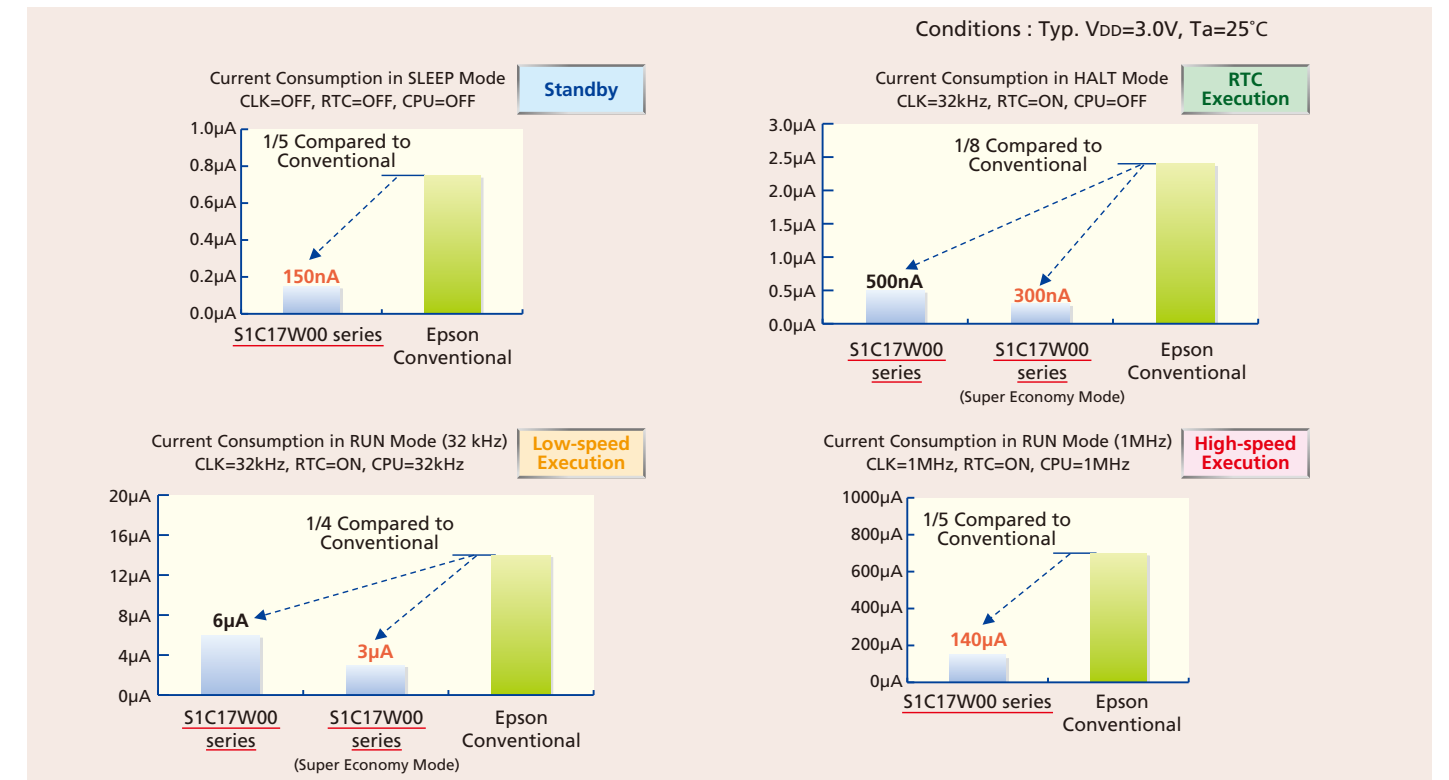 Conditions : Typ. VDD=3.0V, Ta=25˚C
Current Consumption in SLEEP Mode
CLK=OFF, RTC=OFF, CPU=OFF
Standby
1.0µA
0.8µA
0.6µA
0.4µA
0.2µA
0.0µA
1/5 Compared to
Conventional
150nA
S1C17W00 series
Epson
Conventional
Current Consumption in HALT Mode
CLK=32kHz, RTC=ON, CPU=OFF
RTC
Execution
3.0µA
2.5µA
2.0µA
1.5µA
1.0µA
0.5µA
0.0µA
1/8 Compared to
Conventional
500nA
300nA
S1C17W00
series
S1C17W00
series
(Super Economy Mode)
Epson
Conventional
Current Consumption in RUN Mode (32 kHz)
CLK=32kHz, RTC=ON, CPU=32kHz
Low-speed
Execution
20µA
16µA
12µA
8µA
4µA
0µA
1/4 Compared to
Conventional
6µA
3µA
S1C17W00
series
S1C17W00
series
(Super Economy Mode)
Epson
Conventional
Current Consumption in RUN Mode (1MHz)
CLK=1MHz, RTC=ON, CPU=1MHz
High-speed
Execution
1000µA
800µA
600µA
400µA
200µA
0µA
1/5 Compared to
Conventional
140µA
S1C17W00 series
Epson
Conventional